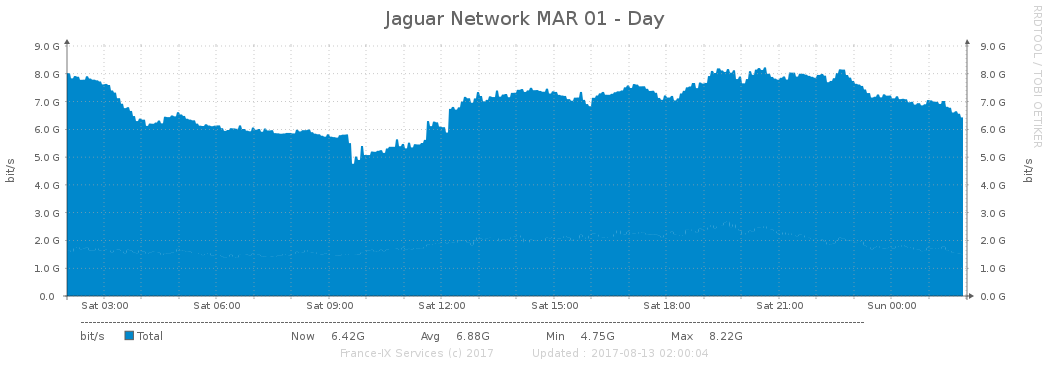 Jaguar Network MAR 01 - Day
RRDTOOL / TOBI OETIKER
bit/s
9.0 G
8.0 G
7.0 G
6.0 G
5.0 G
4.0 G
3.0 G
2.0 G
1.0 G
0.0
9.0 G
8.0 G
7.0 G
6.0 G
5.0 G
4.0 G
3.0 G
2.0 G
1.0 G
0.0 G
bit/s
Sat 03:00 Sat 06:00 Sat 09:00 Sat 12:00 Sat 15:00 Sat 18:00 Sat 21:00 Sun 00:00
bit/s Total Now 6.42G Avg 6.88G Min 4.75G Max 8.22G
France-IX Services (c) 2017 Updated : 2017-08-13 02:00:04